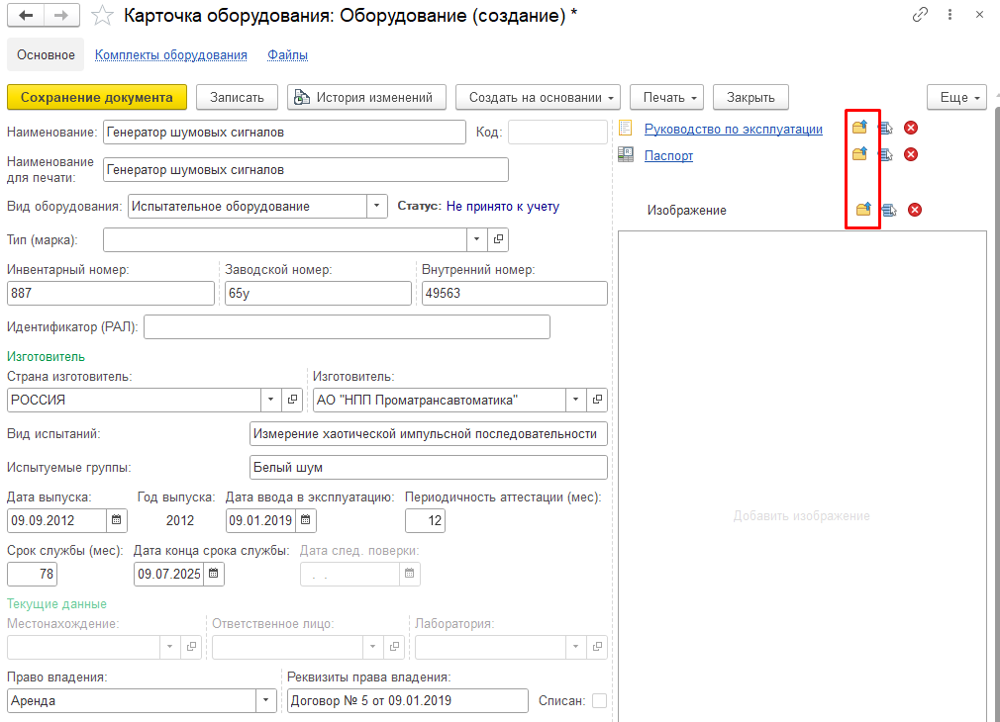 Карточка оборудования: Оборудование (создание) *
Основное Комплекты оборудования Файлы
Сохранение документа Записать История изменений Создать на основании Печать Закрыть Еще
Наименование: Генератор шумовых сигналов Код:
Руководство по эксплуатации
Паспорт
Наименование
для печати: Генератор шумовых сигналов
Вид оборудования: Испытательное оборудование Статус: Не принято к учету
Изображение
Тип (марка):
Инвентарный номер: Заводской номер: Внутренний номер:
887 65у 49563
Идентификатор (РАЛ):
Изготовитель
Страна изготовитель: Изготовитель:
РОССИЯ АО "НПП Проматрансавтоматика"
Вид испытаний: Измерение хаотической импульсной последовательности
Испытуемые группы: Белый шум
Дата выпуска: Год выпуска: Дата ввода в эксплуатацию: Периодичность аттестации (мес):
09.09.2012 2012 09.01.2019 12
Добавить изображение
Срок службы (мес): Дата конца срока службы: Дата след. поверки:
78 09.07.2025 . .
Текущие данные
Местонахождение: Ответственное лицо: Лаборатория:
Право владения: Реквизиты права владения:
Аренда Договор № 5 от 09.01.2019 Списан: